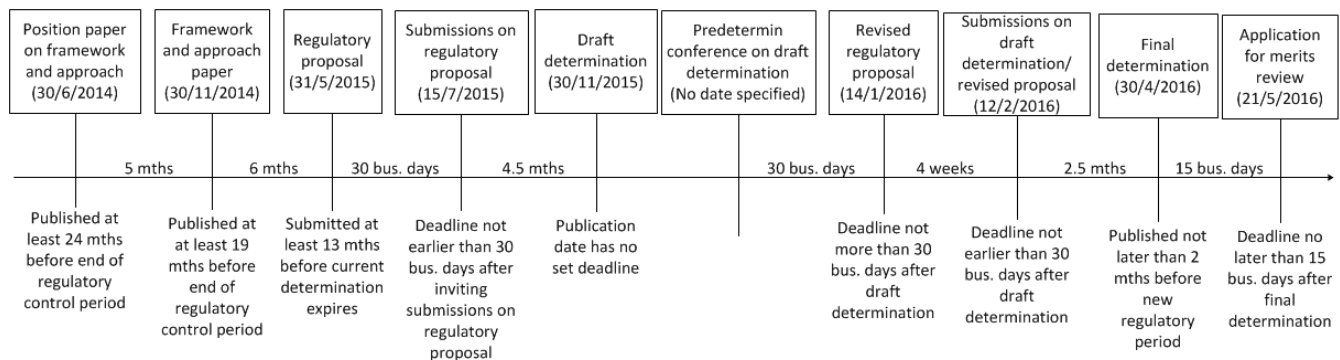 Position paper
on framework
and approach
(30/6/2014)
Framework
and approach
paper
(30/11/2014)
Regulatory
proposal
(31/5/2015)
Submissions on
regulatory
proposal
(15/7/2015)
Draft
determination
(30/11/2015)
Predetermin
conference on draft
determination
(No date specified)
Revised
regulatory
proposal
(14/1/2016)
Submissions on
draft
determination/
revised proposal
(12/2/2016)
Final
determination
(30/4/2016)
Application
for merits
review
(21/5/2016)
5 mths
6 mths
30 bus. days
4.5 mths
30 bus. days
4 weeks
2.5 mths
15 bus. days
Published at
least 24 mths
before end of
regulatory
control period
Published at
at least 19
mths before
end of
regulatory
control period
Submitted at
least 13 mths
before current
determination
expires
Deadline not
earlier than 30
bus. days after
inviting
submissions on
regulatory
proposal
Publication
date has no
set deadline
Deadline not
more than 30
bus. days after
draft
determination
Deadline not
earlier than 30
bus. days after
draft
determination
Published not
later than 2
mths before
new
regulatory
period
Deadline no
later than 15
bus. days after
final
determination